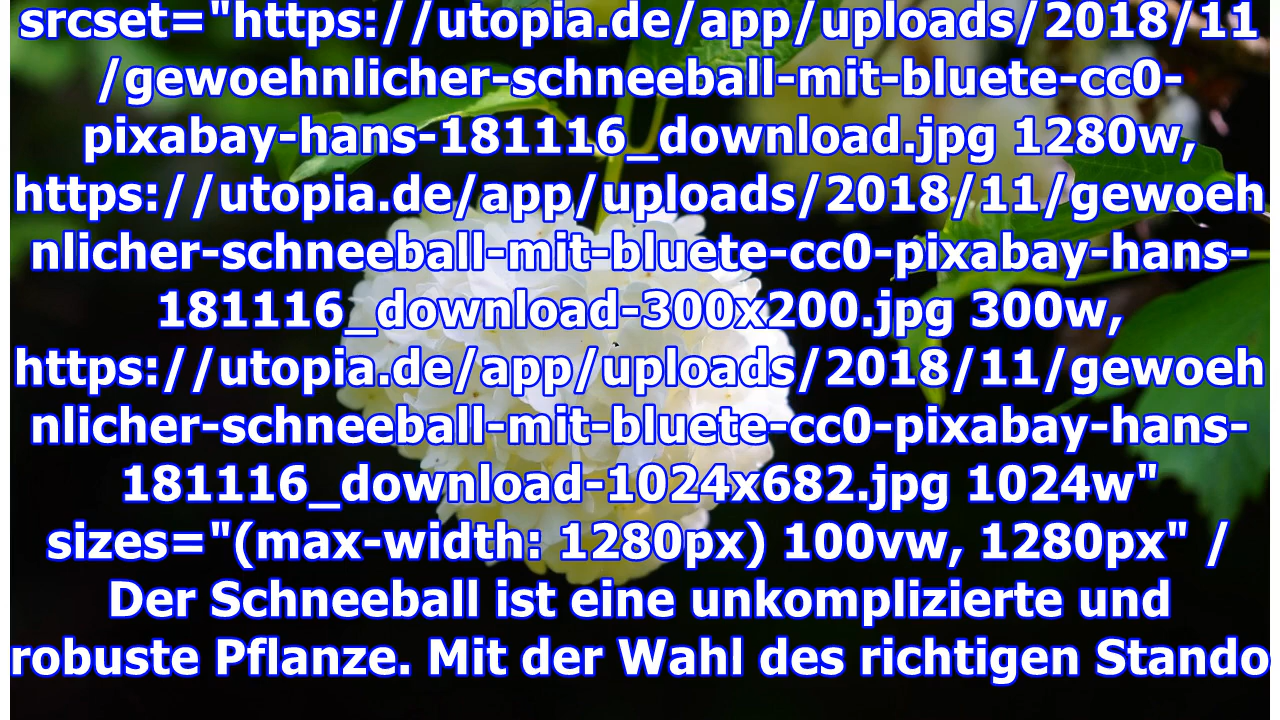 srcset="https://utopia.de/app/uploads/2018/11
/gewoehnlicher-schneeball-mit-bluete-cc0-
pixabay-hans-181116_download.jpg 1280w,
https://utopia.de/app/uploads/2018/11/gewoeh
nlicher-schneeball-mit-bluete-cc0-pixabay-hans-
181116_download-300x200.jpg 300w,
https://utopia.de/app/uploads/2018/11/gewoeh
nlicher-schneeball-mit-bluete-cc0-pixabay-hans-
181116_download-1024x682.jpg 1024w"
sizes="(max-width: 1280px) 100vw, 1280px" /
Der Schneeball ist eine unkomplizierte und
robuste Pflanze. Mit der Wahl des richtigen Stando